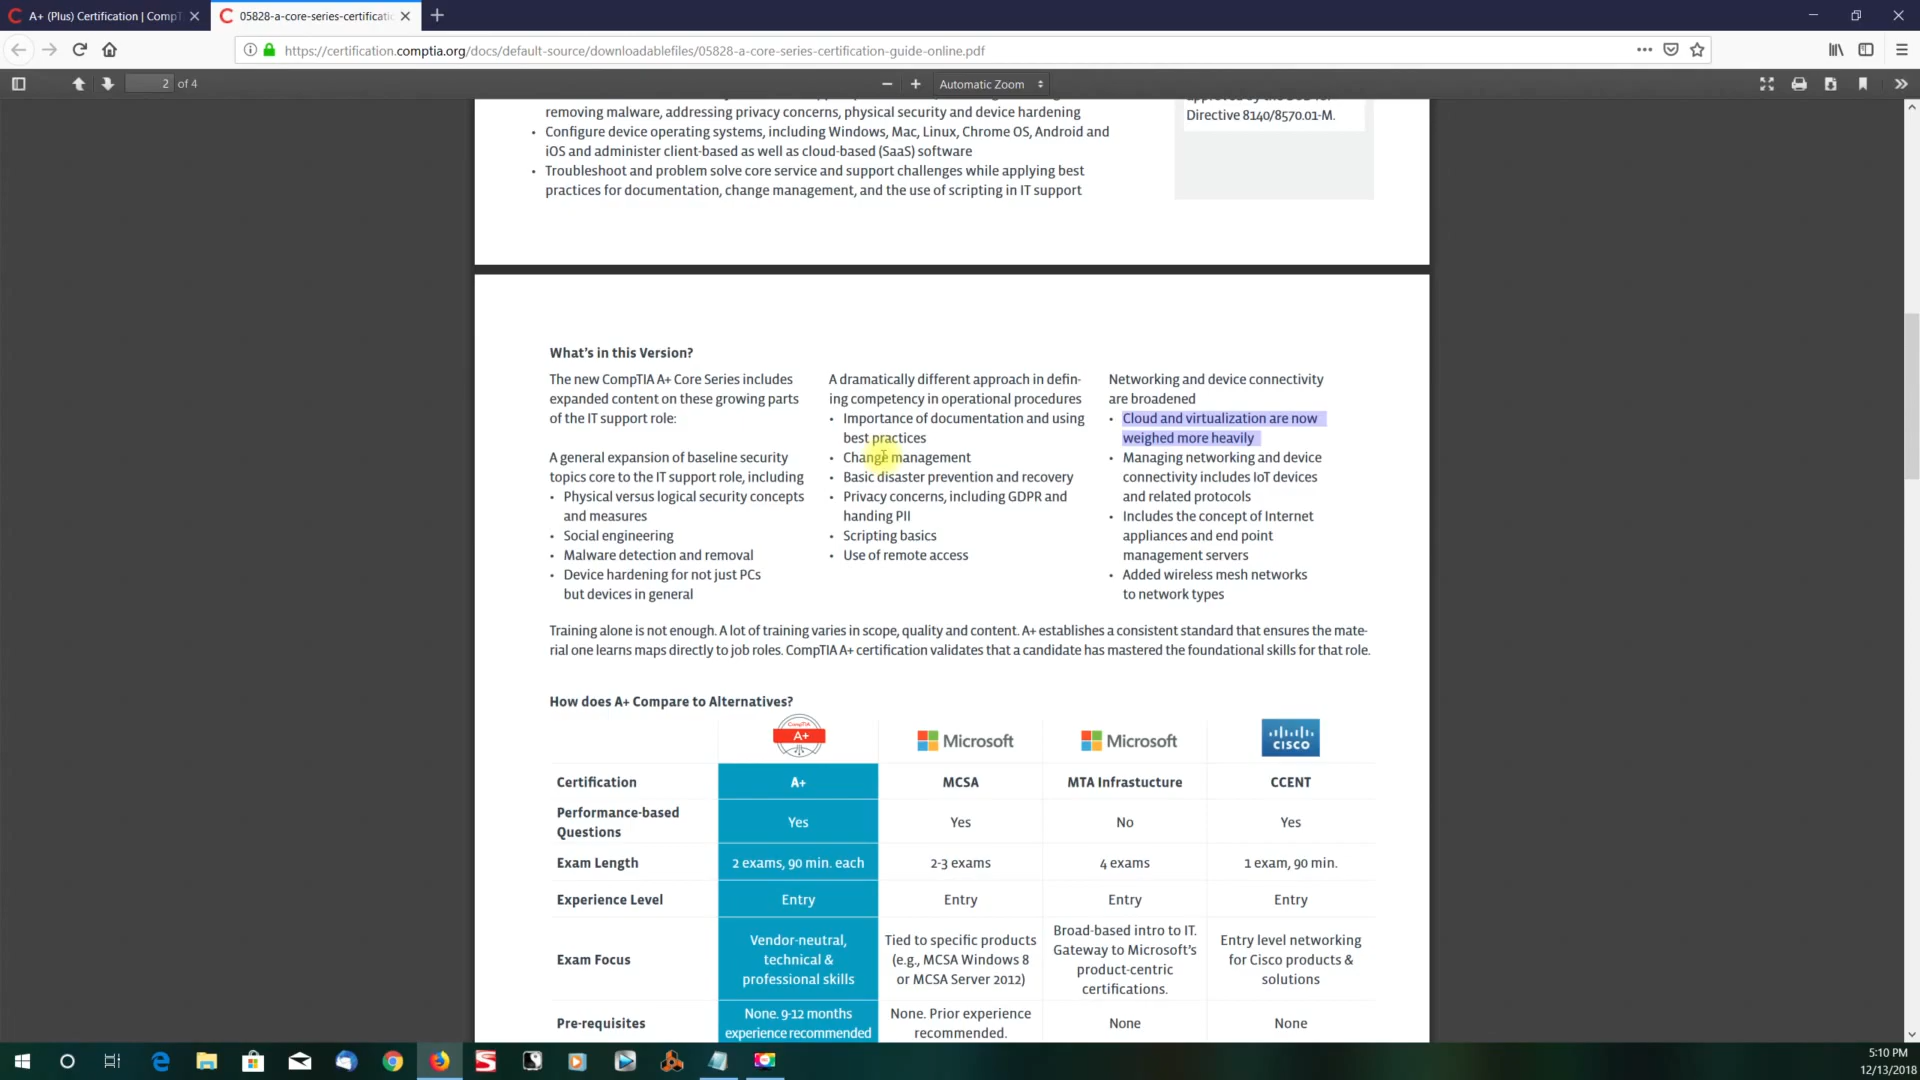 A+ (Plus) Certification | CompT
05828-a-core-series-certificati
https://certification.comptia.org/docs/default-source/downloadablefiles/05828-a-core-series-certification-guide-online.pdf
2 of 4
Automatic Zoom
removing malware, addressing privacy concerns, physical security and device hardening
• Configure device operating systems, including Windows, Mac, Linux, Chrome OS, Android and
iOS and administer client-based as well as cloud-based (SaaS) software
• Troubleshoot and problem solve core service and support challenges while applying best
practices for documentation, change management, and the use of scripting in IT support
Directive 8140/8570.01-M.
What's in this Version?
The new CompTIA A+ Core Series includes
expanded content on these growing parts
of the IT support role:
A general expansion of baseline security
topics core to the IT support role, including
• Physical versus logical security concepts
and measures
• Social engineering
• Malware detection and removal
• Device hardening for not just PCs
but devices in general
A dramatically different approach in defin-
ing competency in operational procedures
• Importance of documentation and using
best practices
• Change management
• Basic disaster prevention and recovery
• Privacy concerns, including GDPR and
handing PII
• Scripting basics
• Use of remote access
Networking and device connectivity
are broadened
• Cloud and virtualization are now
weighed more heavily
• Managing networking and device
connectivity includes IoT devices
and related protocols
• Includes the concept of Internet
appliances and end point
management servers
• Added wireless mesh networks
to network types
Training alone is not enough. A lot of training varies in scope, quality and content. A+ establishes a consistent standard that ensures the mate-
rial one learns maps directly to job roles. CompTIA A+ certification validates that a candidate has mastered the foundational skills for that role.
How does A+ Compare to Alternatives?
CompTIA
A+
Microsoft
Microsoft
CISCO
Certification
A+
MCSA
MTA Infrastucture
CCENT
Performance-based
Questions
Yes
Yes
No
Yes
Exam Length
2 exams, 90 min. each
2-3 exams
4 exams
1 exam, 90 min.
Experience Level
Entry
Entry
Entry
Entry
Exam Focus
Vendor-neutral,
technical &
professional skills
Tied to specific products
(e.g., MCSA Windows 8
or MCSA Server 2012)
Broad-based intro to IT.
Gateway to Microsoft's
product-centric
certifications.
Entry level networking
for Cisco products &
solutions
Pre-requisites
None. 9-12 months
experience recommended
None. Prior experience
recommended.
None
None
5:10 PM
12/13/2018